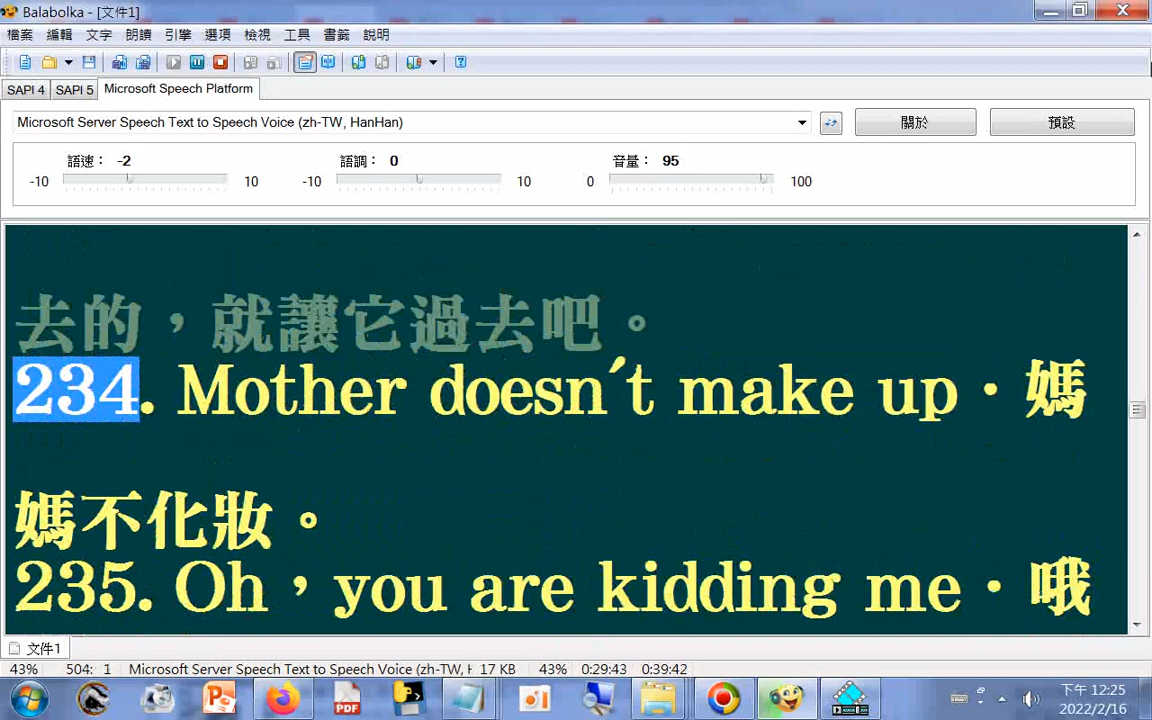 Balabolka - [文件1]
檔案 編輯 文字 朗讀 引擎 選項 檢視 工具 書籤 說明
SAPI 4 SAPI 5 Microsoft Speech Platform
Microsoft Server Speech Text to Speech Voice (zh-TW, HanHan) 關於 預設
語速： -2 語調： 0 音量： 95
-10 10 -10 10 0 100
去的，就讓它過去吧。
234. Mother doesn′t make up．媽
媽不化妝。
235. Oh，you are kidding me．哦
文件1
43% 504: 1 Microsoft Server Speech Text to Speech Voice (zh-TW, H 17 KB 43% 0:29:43 0:39:42
PDF
下午 12:25
2022/2/16